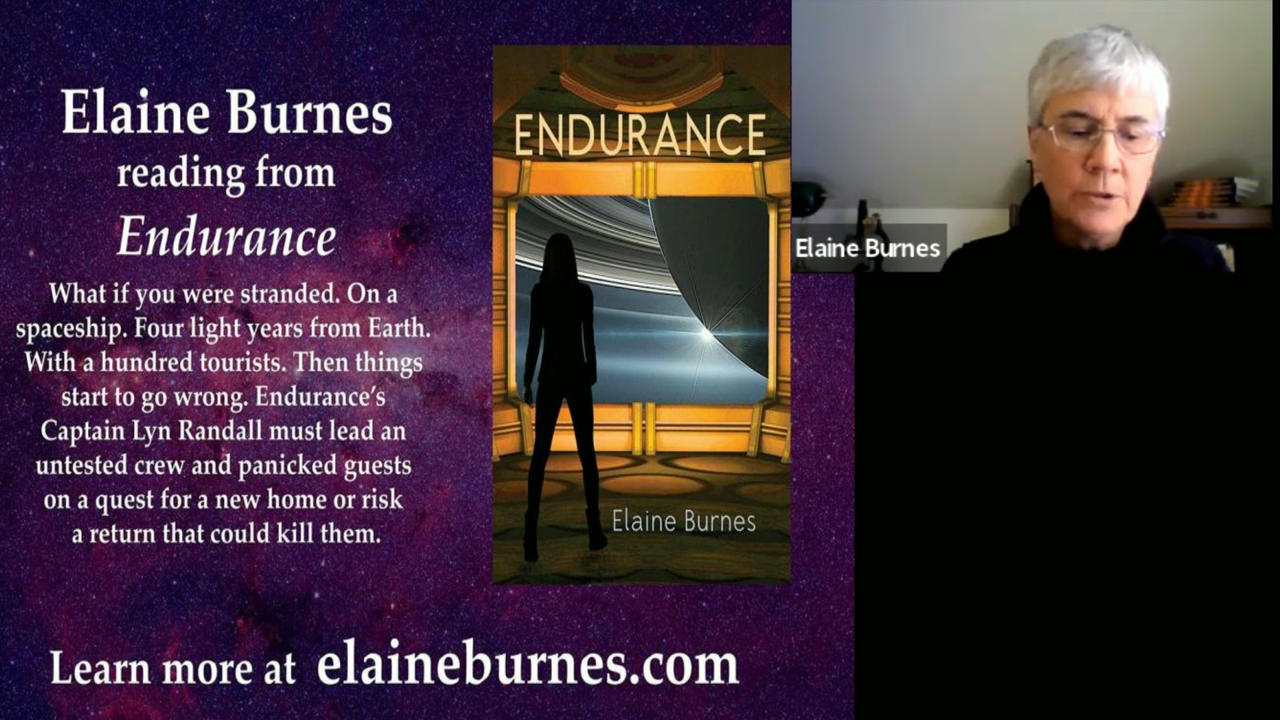 Elaine Burnes
reading from
Endurance
What if you were stranded. On a
spaceship. Four light years from Earth.
With a hundred tourists. Then things
start to go wrong. Endurance’s
Captain Lyn Randall must lead an
untested crew and panicked guests
on a quest for a new home or risk
a return that could kill them.
Learn more at elaineburnes.com
ENDURANCE
Elaine Burnes
Elaine Burnes